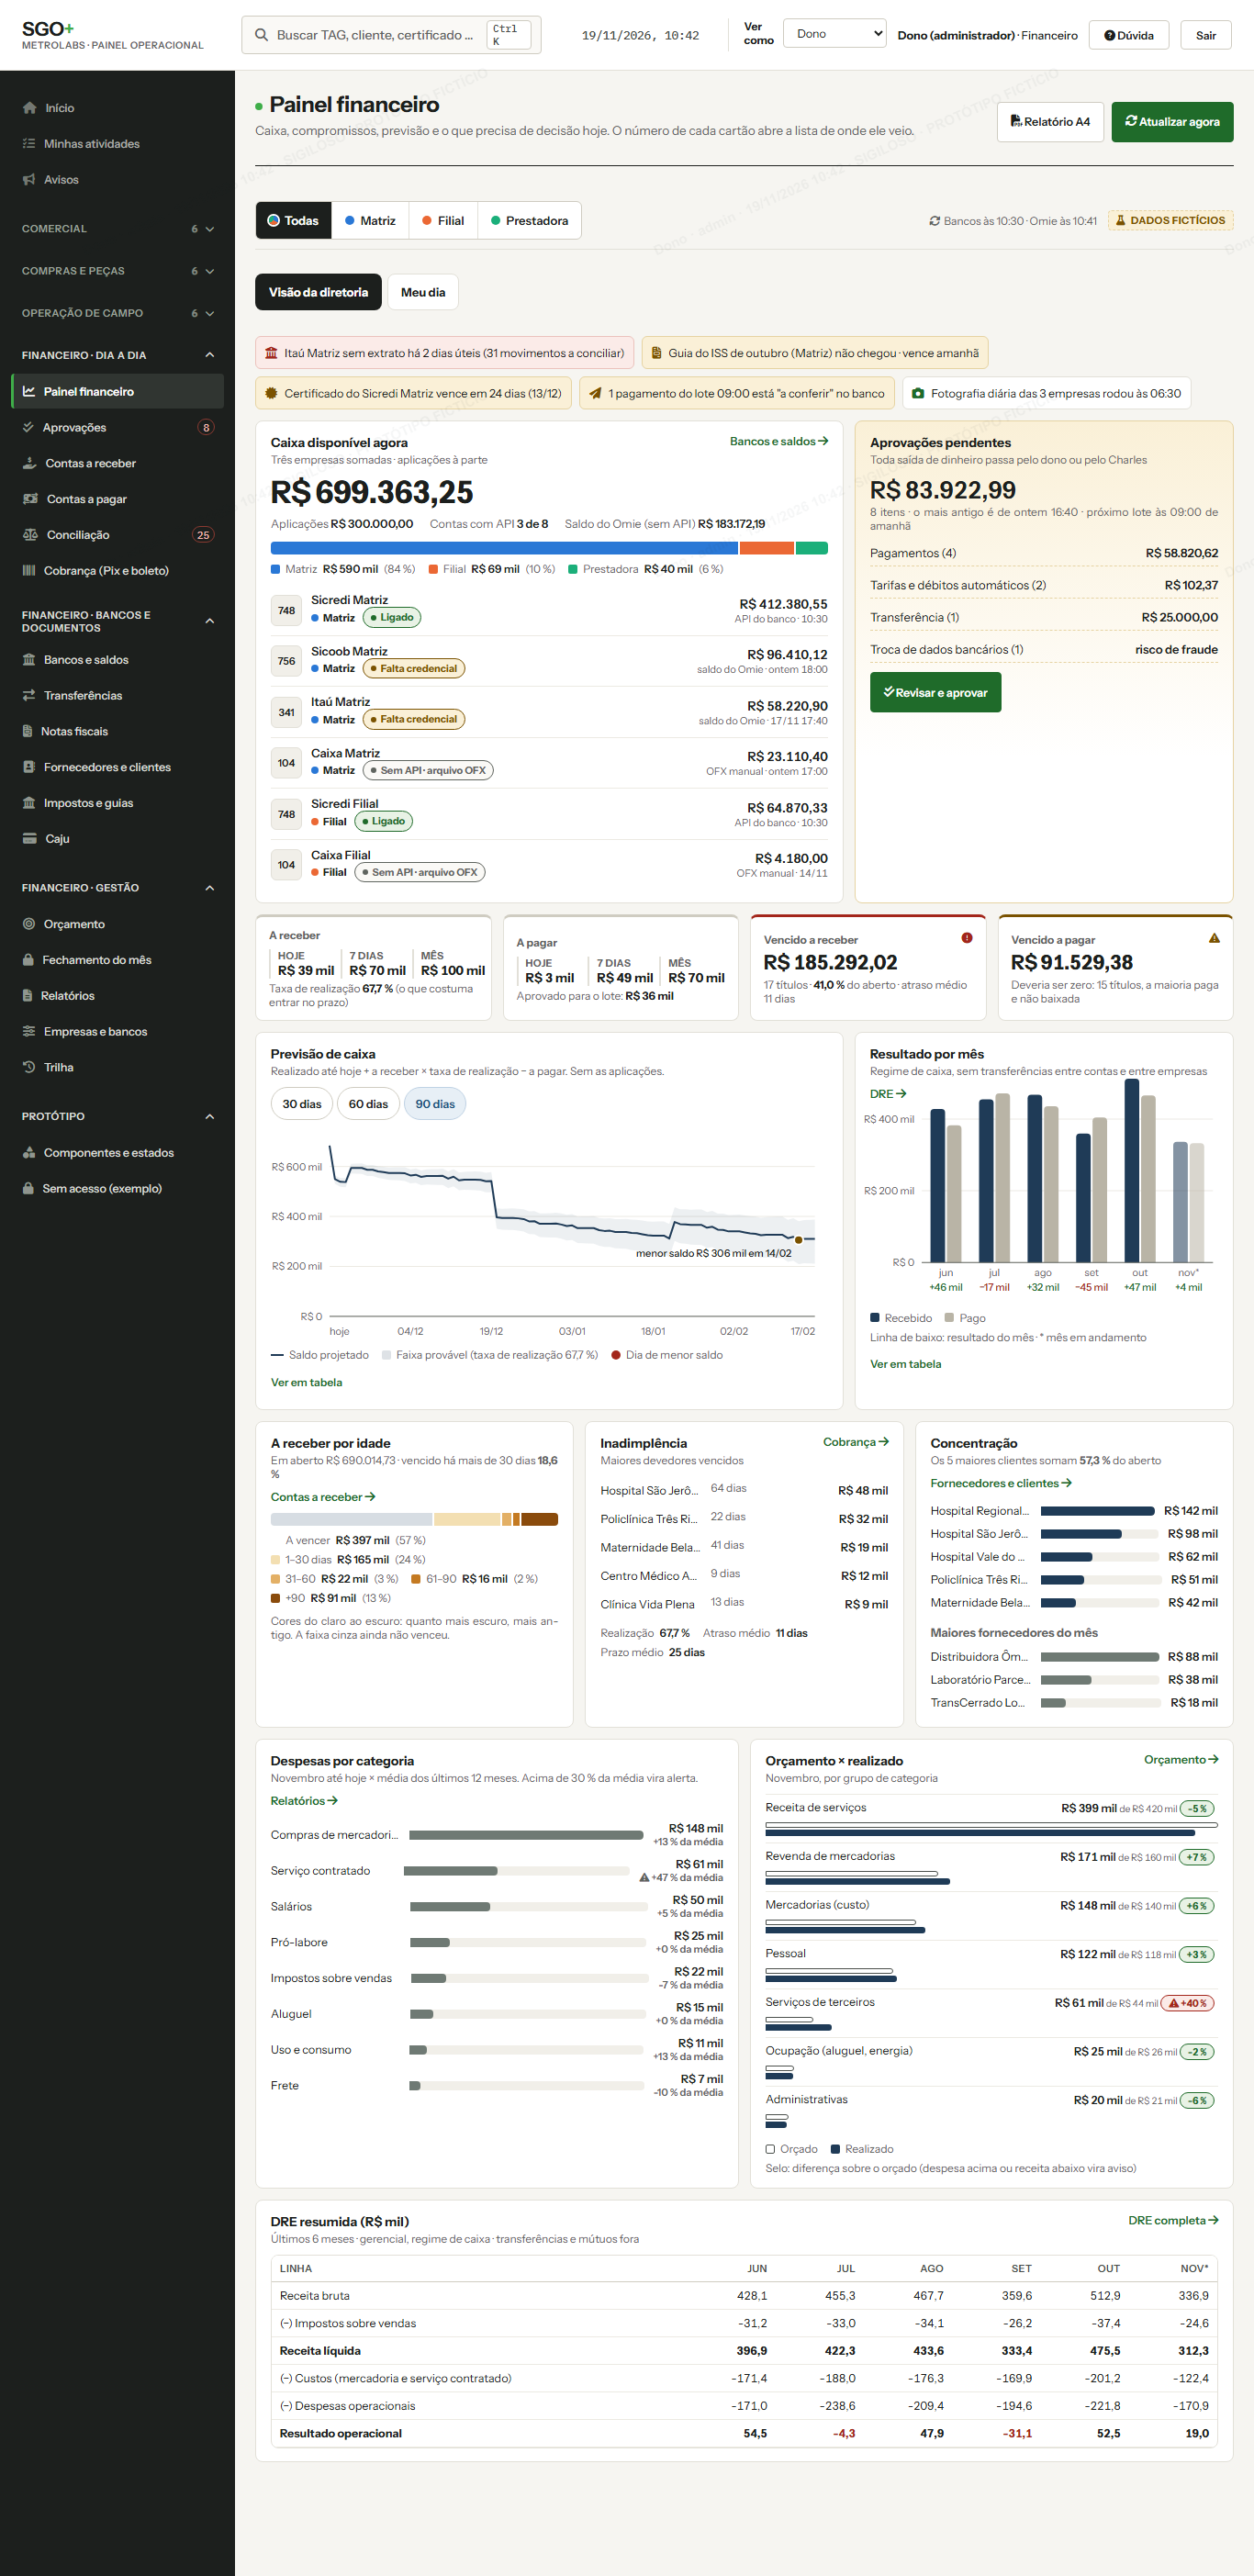 SGO+
METROLABS · PAINEL OPERACIONAL
Buscar TAG, cliente, certificado ...
Ctrl K
19/11/2026, 10:42
Ver como
Dono
Dono (administrador) · Financeiro
Dúvida
Sair
Início
Minhas atividades
Avisos
COMERCIAL 6
COMPRAS E PEÇAS 6
OPERAÇÃO DE CAMPO 6
FINANCEIRO · DIA A DIA
Painel financeiro
Aprovações 8
Contas a receber
Contas a pagar
Conciliação 25
Cobrança (Pix e boleto)
FINANCEIRO · BANCOS E
DOCUMENTOS
Bancos e saldos
Transferências
Notas fiscais
Fornecedores e clientes
Impostos e guias
Caju
FINANCEIRO · GESTÃO
Orçamento
Fechamento do mês
Relatórios
Empresas e bancos
Trilha
PROTÓTIPO
Componentes e estados
Sem acesso (exemplo)
Painel financeiro
Caixa, compromissos, previsão e o que precisa de decisão hoje. O número de cada cartão abre a lista de onde ele veio.
Relatório A4
Atualizar agora
Todas
Matriz
Filial
Prestadora
Bancos às 10:30 · Omie às 10:41
DADOS FICTÍCIOS
Dono · admin · 19/11/2026 10:42 · SIGILOSO · PROTÓTIPO FICTÍCIO
Visão da diretoria
Meu dia
Itaú Matriz sem extrato há 2 dias úteis (31 movimentos a conciliar)
Guia do ISS de outubro (Matriz) não chegou · vence amanhã
Certificado do Sicredi Matriz vence em 24 dias (13/12)
1 pagamento do lote 09:00 está "a conferir" no banco
Fotografia diária das 3 empresas rodou às 06:30
Caixa disponível agora
Bancos e saldos
Três empresas somadas · aplicações à parte
R$ 699.363,25
Aplicações R$ 300.000,00 Contas com API 3 de 8 Saldo do Omie (sem API) R$ 183.172,19
Matriz R$ 590 mil (84 %) Filial R$ 69 mil (10 %) Prestadora R$ 40 mil (6 %)
748 Sicredi Matriz R$ 412.380,55
Matriz Ligado API do banco · 10:30
756 Sicoob Matriz R$ 96.410,12
Matriz Falta credencial saldo do Omie · ontem 18:00
341 Itaú Matriz R$ 58.220,90
Matriz Falta credencial saldo do Omie · 17/11 17:40
104 Caixa Matriz R$ 23.110,40
Matriz Sem API · arquivo OFX OFX manual · ontem 17:00
748 Sicredi Filial R$ 64.870,33
Filial Ligado API do banco · 10:30
104 Caixa Filial R$ 4.180,00
Filial Sem API · arquivo OFX OFX manual · 14/11
Aprovações pendentes
Toda saída de dinheiro passa pelo dono ou pelo Charles
R$ 83.922,99
8 itens · o mais antigo é de ontem 16:40 · próximo lote às 09:00 de
amanhã
Pagamentos (4) R$ 58.820,62
Tarifas e débitos automáticos (2) R$ 102,37
Transferência (1) R$ 25.000,00
Troca de dados bancários (1) risco de fraude
Revisar e aprovar
A receber
HOJE 7 DIAS MÊS
R$ 39 mil R$ 70 mil R$ 100 mil
Taxa de realização 67,7 % (o que costuma
entrar no prazo)
A pagar
HOJE 7 DIAS MÊS
R$ 3 mil R$ 49 mil R$ 70 mil
Aprovado para o lote: R$ 36 mil
Vencido a receber
R$ 185.292,02
17 títulos · 41,0 % do aberto · atraso médio
11 dias
Vencido a pagar
R$ 91.529,38
Deveria ser zero: 15 títulos, a maioria paga
e não baixada
Previsão de caixa
Realizado até hoje + a receber × taxa de realização − a pagar. Sem as aplicações.
30 dias
60 dias
90 dias
R$ 600 mil
R$ 400 mil
R$ 200 mil
R$ 0
menor saldo R$ 306 mil em 14/02
hoje 04/12 19/12 03/01 18/01 02/02 17/02
Saldo projetado Faixa provável (taxa de realização 67,7 %) Dia de menor saldo
Ver em tabela
Resultado por mês
Regime de caixa, sem transferências entre contas e entre empresas
DRE
R$ 400 mil
R$ 200 mil
R$ 0
jun jul ago set out nov*
+46 mil −17 mil +32 mil −45 mil +47 mil +4 mil
Recebido Pago
Linha de baixo: resultado do mês · * mês em andamento
Ver em tabela
A receber por idade
Em aberto R$ 690.014,73 · vencido há mais de 30 dias 18,6
%
Contas a receber
A vencer R$ 397 mil (57 %)
1–30 dias R$ 165 mil (24 %)
31–60 R$ 22 mil (3 %) 61–90 R$ 16 mil (2 %)
+90 R$ 91 mil (13 %)
Cores do claro ao escuro: quanto mais escuro, mais an-
tigo. A faixa cinza ainda não venceu.
Inadimplência
Cobrança
Maiores devedores vencidos
Hospital São Jerô... 64 dias R$ 48 mil
Policlínica Três Ri... 22 dias R$ 32 mil
Maternidade Bela... 41 dias R$ 19 mil
Centro Médico A... 9 dias R$ 12 mil
Clínica Vida Plena 13 dias R$ 9 mil
Realização 67,7 % Atraso médio 11 dias
Prazo médio 25 dias
Concentração
Os 5 maiores clientes somam 57,3 % do aberto
Fornecedores e clientes
Hospital Regional... R$ 142 mil
Hospital São Jerô... R$ 98 mil
Hospital Vale do ... R$ 62 mil
Policlínica Três Ri... R$ 51 mil
Maternidade Bela... R$ 42 mil
Maiores fornecedores do mês
Distribuidora Ôm... R$ 88 mil
Laboratório Parce... R$ 38 mil
TransCerrado Lo... R$ 18 mil
Despesas por categoria
Novembro até hoje × média dos últimos 12 meses. Acima de 30 % da média vira alerta.
Relatórios
Compras de mercadori... R$ 148 mil
+13 % da média
Serviço contratado R$ 61 mil
+47 % da média
Salários R$ 50 mil
+5 % da média
Pró-labore R$ 25 mil
+0 % da média
Impostos sobre vendas R$ 22 mil
-7 % da média
Aluguel R$ 15 mil
+0 % da média
Uso e consumo R$ 11 mil
+13 % da média
Frete R$ 7 mil
-10 % da média
Orçamento × realizado
Orçamento
Novembro, por grupo de categoria
Receita de serviços R$ 399 mil de R$ 420 mil -5 %
Revenda de mercadorias R$ 171 mil de R$ 160 mil +7 %
Mercadorias (custo) R$ 148 mil de R$ 140 mil +6 %
Pessoal R$ 122 mil de R$ 118 mil +3 %
Serviços de terceiros R$ 61 mil de R$ 44 mil +40 %
Ocupação (aluguel, energia) R$ 25 mil de R$ 26 mil -2 %
Administrativas R$ 20 mil de R$ 21 mil -6 %
Orçado Realizado
Selo: diferença sobre o orçado (despesa acima ou receita abaixo vira aviso)
DRE resumida (R$ mil)
DRE completa
Últimos 6 meses · gerencial, regime de caixa · transferências e mútuos fora
LINHA JUN JUL AGO SET OUT NOV*
Receita bruta 428,1 455,3 467,7 359,6 512,9 336,9
(−) Impostos sobre vendas -31,2 -33,0 -34,1 -26,2 -37,4 -24,6
Receita líquida 396,9 422,3 433,6 333,4 475,5 312,3
(−) Custos (mercadoria e serviço contratado) -171,4 -188,0 -176,3 -169,9 -201,2 -122,4
(−) Despesas operacionais -171,0 -238,6 -209,4 -194,6 -221,8 -170,9
Resultado operacional 54,5 -4,3 47,9 -31,1 52,5 19,0